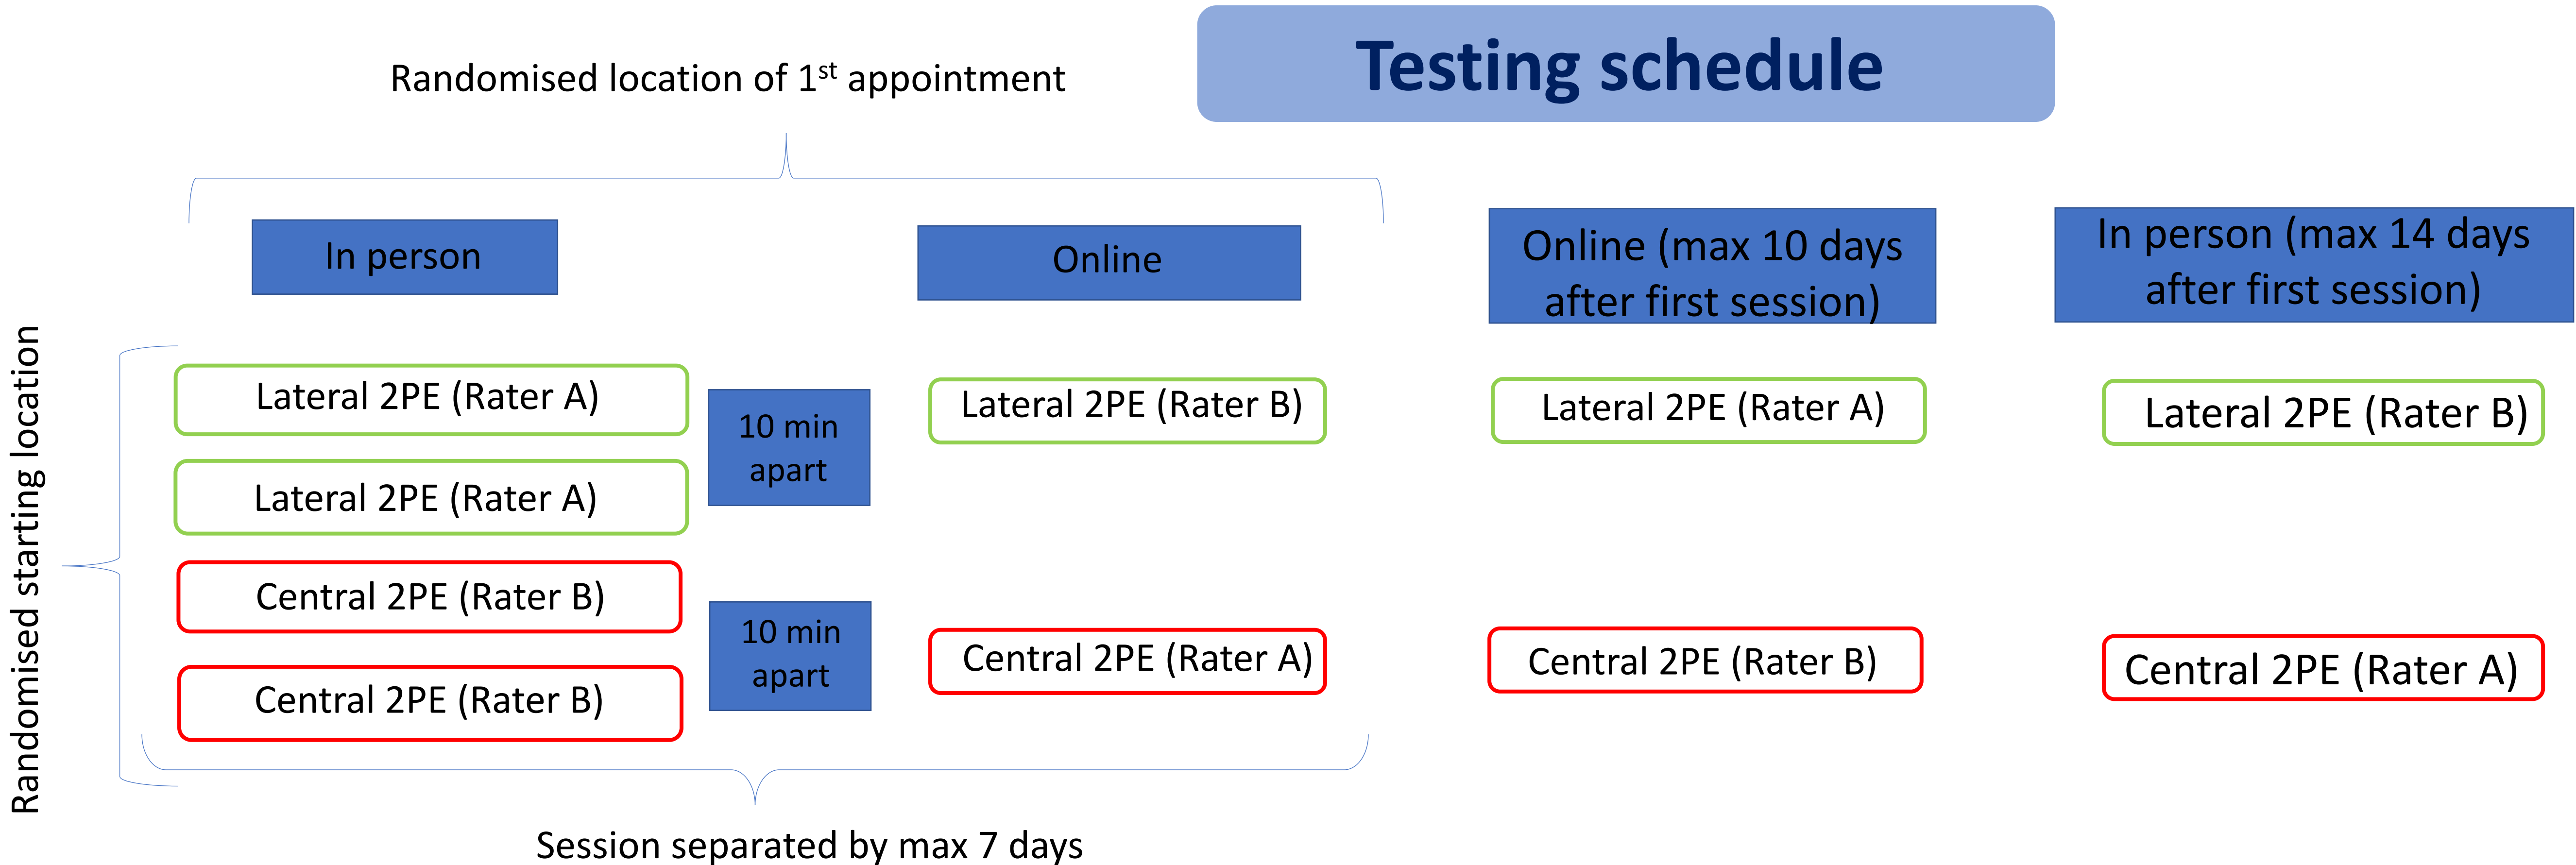 Testing schedule
Randomised location of 1st appointment
In person
Online
Online (max 10 days
after first session)
In person (max 14 days
after first session)
Randomised starting location
Lateral 2PE (Rater A)
Lateral 2PE (Rater A)
10 min
apart
Lateral 2PE (Rater B)
Lateral 2PE (Rater A)
Lateral 2PE (Rater B)
Central 2PE (Rater B)
Central 2PE (Rater B)
10 min
apart
Central 2PE (Rater A)
Central 2PE (Rater B)
Central 2PE (Rater A)
Session separated by max 7 days